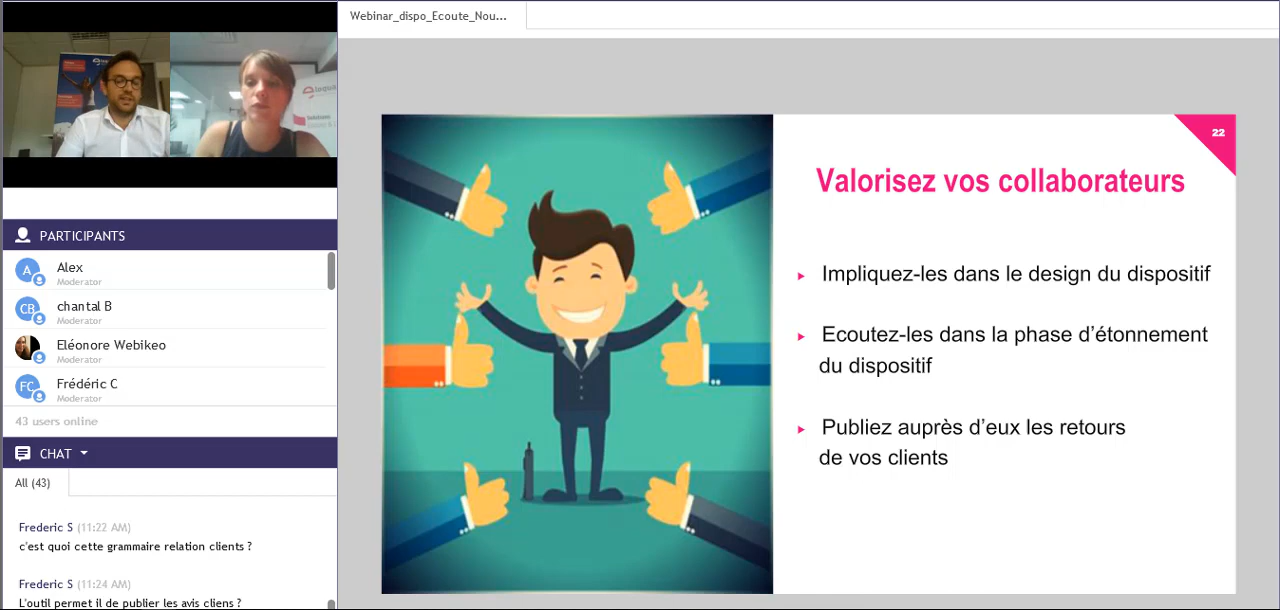 Webinar_dispo_Ecoute_Nou...
PARTICIPANTS
A
Alex
Moderator
CB
chantal B
Moderator
Eléonore Webikeo
Moderator
FC
Frédéric C
Moderator
43 users online
CHAT
All (43)
Frederic S (11:22 AM)
c'est quoi cette grammaire relation clients ?
Frederic S (11:24 AM)
L'outil permet il de publier les avis cliens ?
22
Valorisez vos collaborateurs
Impliquez-les dans le design du dispositif
Ecoutez-les dans la phase d'étonnement
du dispositif
Publiez auprès d'eux les retours
de vos clients